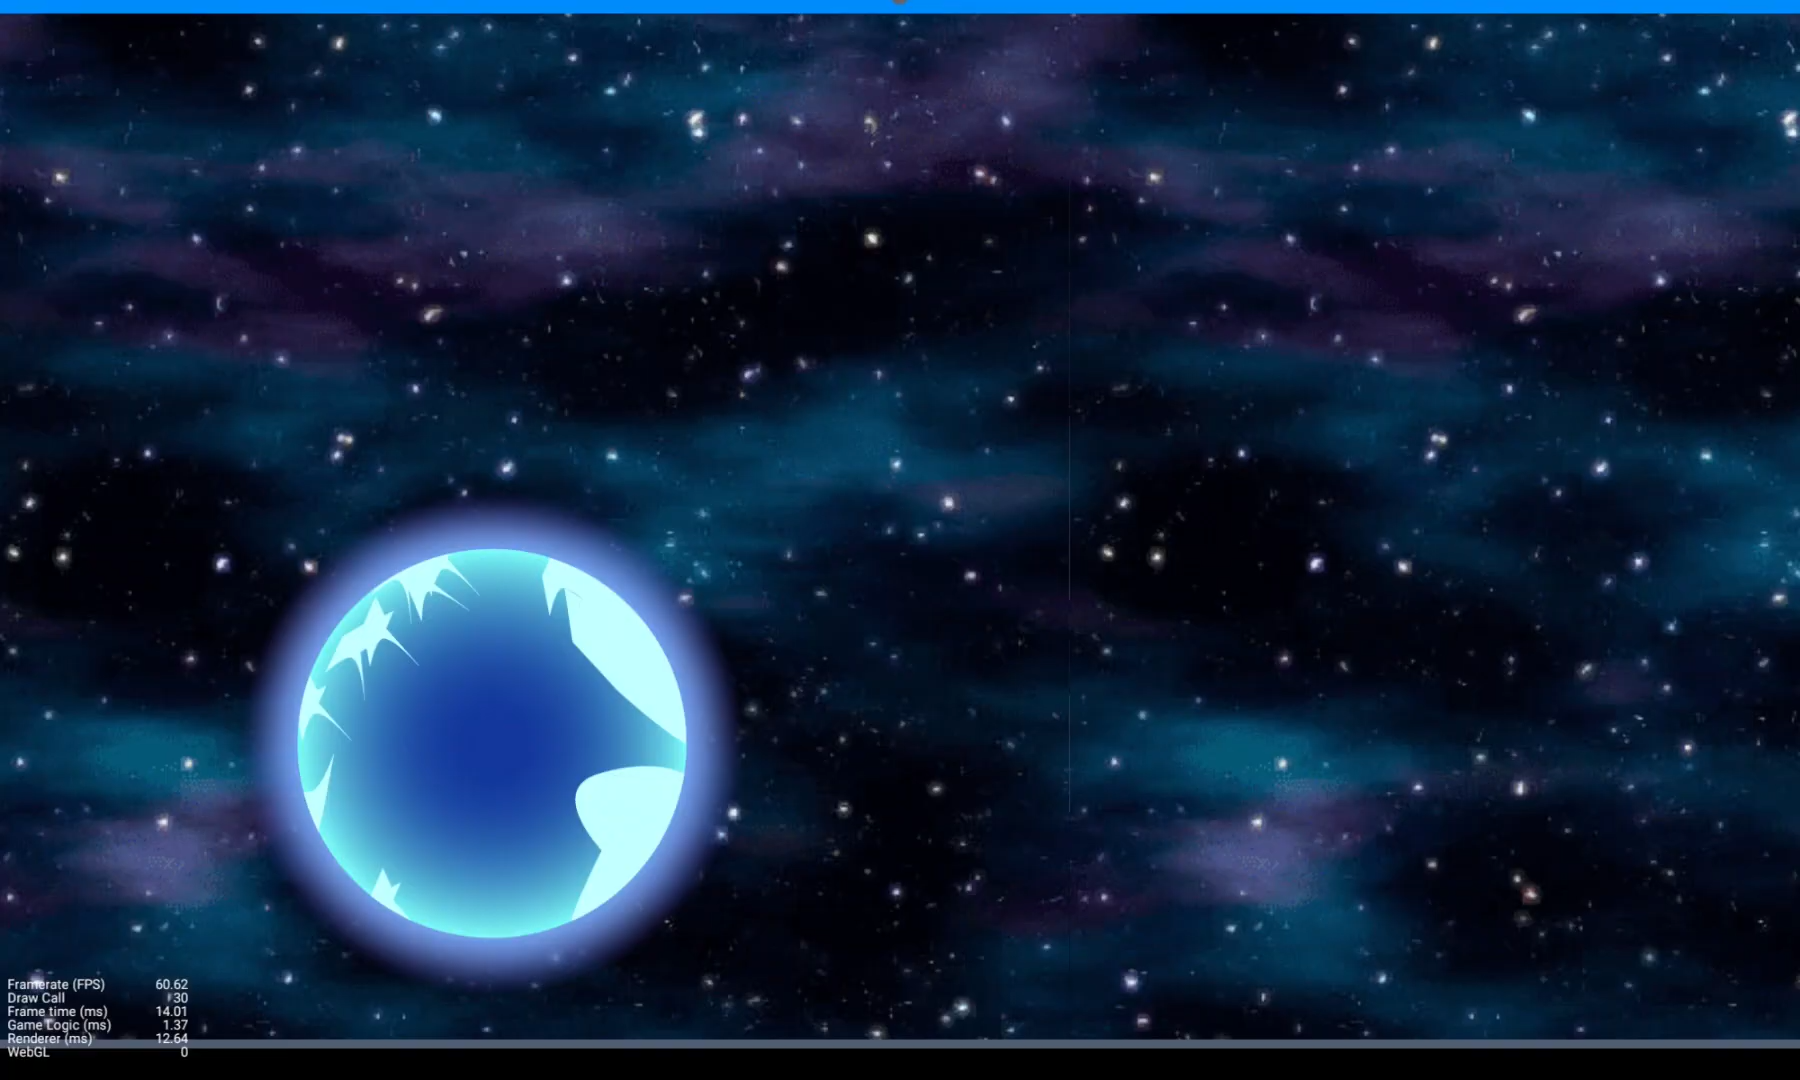 Framerate (FPS) 60.62
Draw Call 30
Frame time (ms) 14.01
Game Logic (ms) 1.37
Renderer (ms) 12.64
WebGL 0